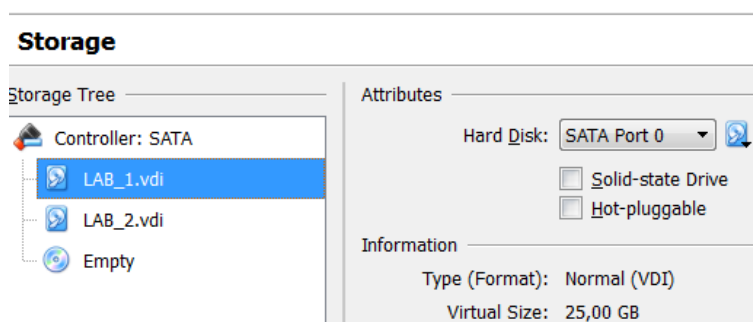 Storage
Storage Tree
Controller: SATA
LAB_1.vdi
LAB_2.vdi
Empty
Attributes
Hard Disk: SATA Port 0
Solid-state Drive
Hot-pluggable
Information
Type (Format): Normal (VDI)
Virtual Size: 25,00 GB